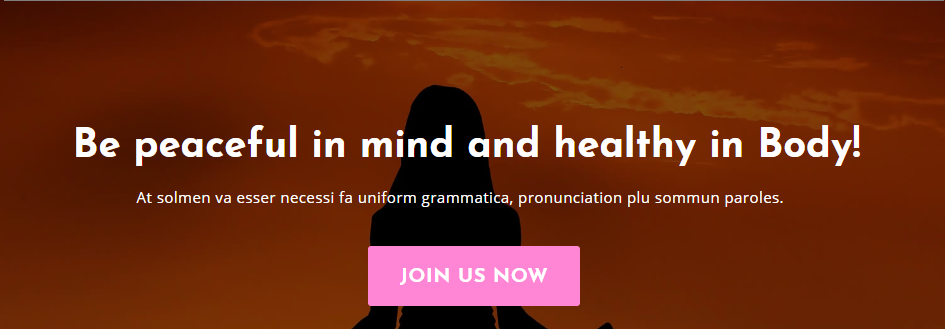 Be peaceful in mind and healthy in Body!
At solmen va esser necessi fa uniform grammatica, pronunciation plu sommun paroles.
JOIN US NOW